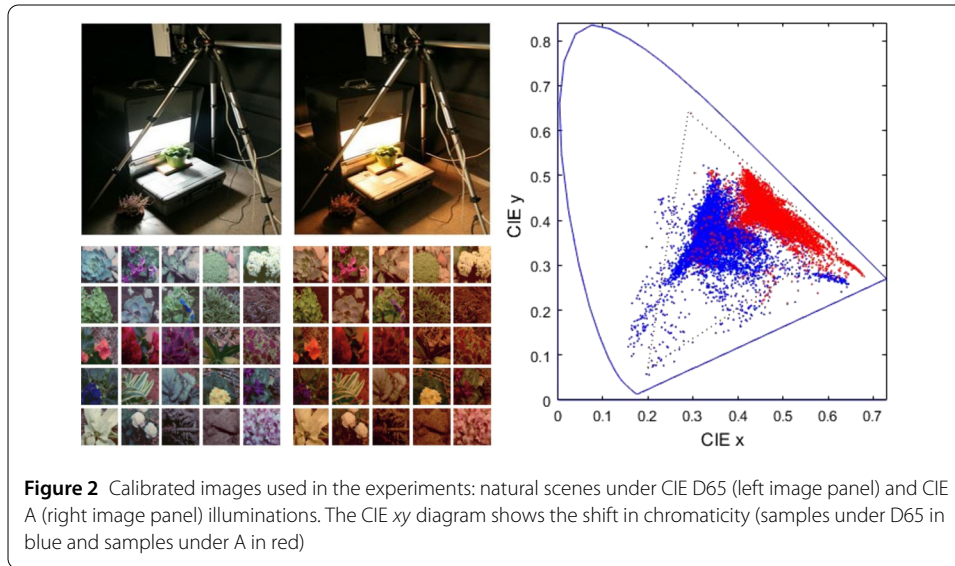 0.8
0.7
0.6
0.5
0.4
0.3
0.2
0.1
0
CIE y
0 0.1 0.2 0.3 0.4 0.5 0.6 0.7
CIE x
Figure 2 Calibrated images used in the experiments: natural scenes under CIE D65 (left image panel) and CIE
A (right image panel) illuminations. The CIE xy diagram shows the shift in chromaticity (samples under D65 in
blue and samples under A in red)